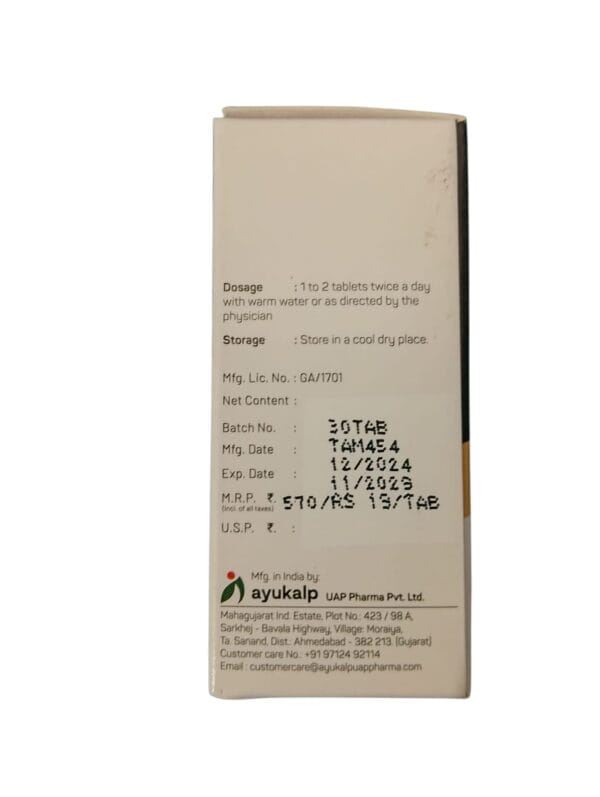 Dosage : 1 to 2 tablets twice a day
with warm water or as directed by the
physician
Storage : Store in a cool dry place.
Mfg. Lic. No. : GA/1701
Net Content :
Batch No. : 30TAB
Mfg. Date : TAM454
Exp. Date : 12/2024
11/2029
M.R.P. ₹. 570/RS 19/TAB
(Incl. of all taxes)
U.S.P. ₹. :
Mfg. in India by:
ayukalp UAP Pharma Pvt. Ltd.
Mahagujarat Ind. Estate, Plot No.: 423 / 98 A,
Sarkhej - Bavala Highway, Village: Moraiya,
Ta. Sanand, Dist.: Ahmedabad - 382 213. (Gujarat)
Customer care No.: +91 97124 92114
Email : customercare@ayukalpuappharma.com